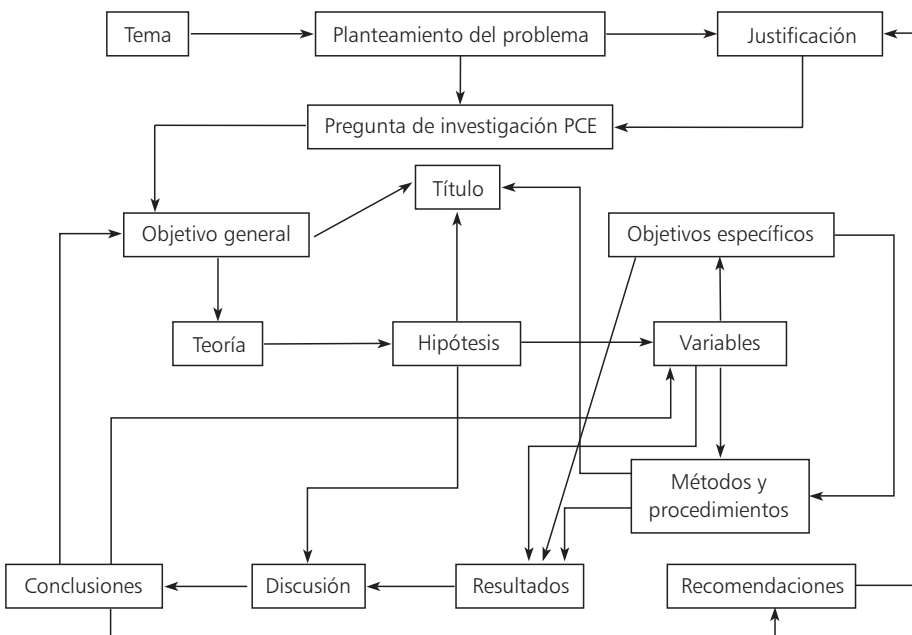 Tema
Planteamiento del problema
Justificación
Pregunta de investigación PCE
Título
Objetivo general
Objetivos específicos
Teoría
Hipótesis
Variables
Métodos y
procedimientos
Conclusiones
Discusión
Resultados
Recomendaciones